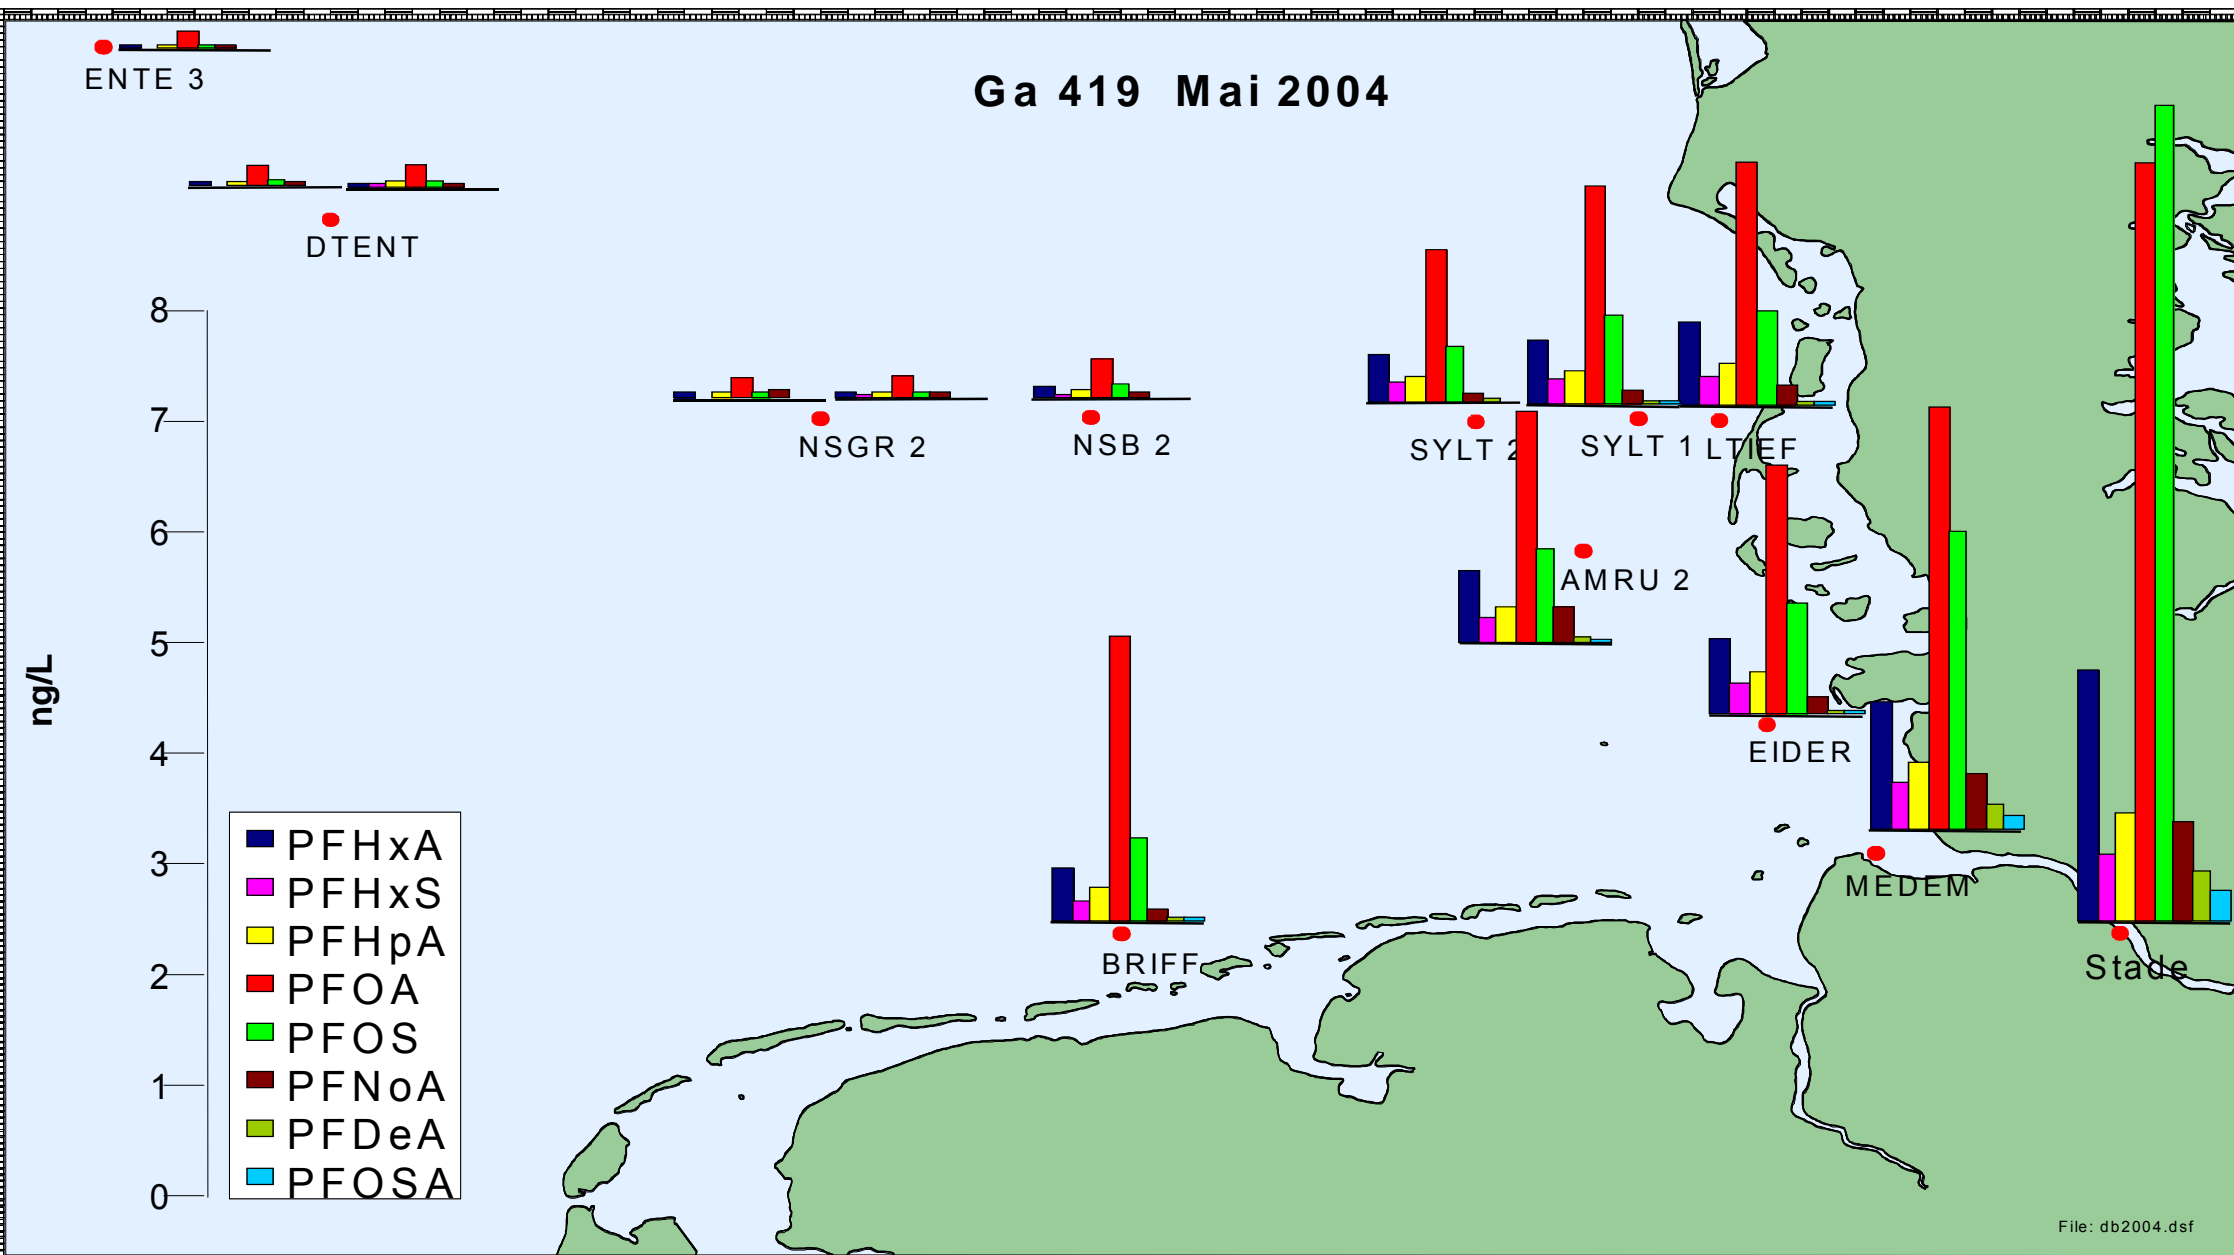 ENTE 3
Ga 419 Mai 2004
DTENT
8
7
6
5
4
3
2
1
0
ng/L
NSGR 2
NSB 2
SYLT 2
SYLT 1
LTIEF
AMRU 2
EIDER
MEDEM
BRIFF
Stade
PFHxA
PFHxS
PFHpA
PFOA
PFOS
PFNoA
PFDeA
PFOSA
File: db2004.dsf